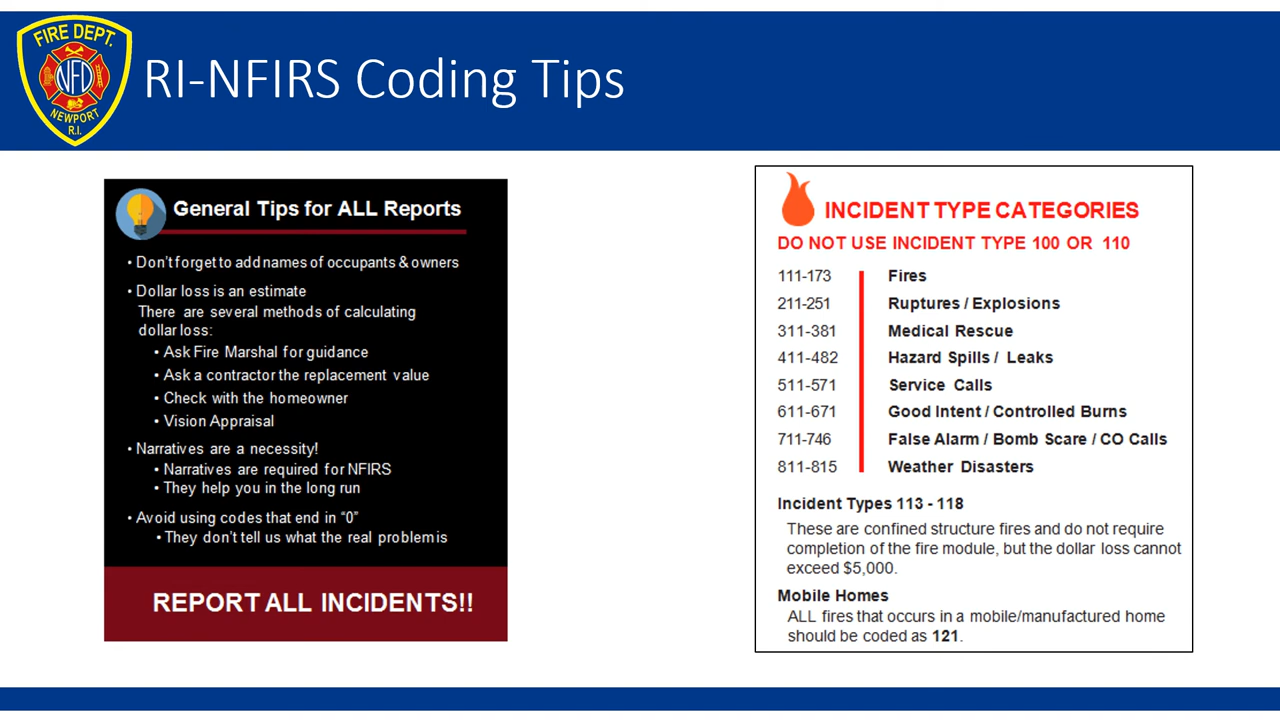 FIRE DEPT.
NFD
NEWPORT
R.I.
RI-NFIRS Coding Tips
General Tips for ALL Reports
• Don't forget to add names of occupants & owners
• Dollar loss is an estimate
There are several methods of calculating
dollar loss:
• Ask Fire Marshal for guidance
• Ask a contractor the replacement value
• Check with the homeowner
• Vision Appraisal
• Narratives are a necessity!
• Narratives are required for NFIRS
• They help you in the long run
• Avoid using codes that end in “0”
• They don't tell us what the real problem is
REPORT ALL INCIDENTS!!
INCIDENT TYPE CATEGORIES
DO NOT USE INCIDENT TYPE 100 OR 110
111-173 Fires
211-251 Ruptures / Explosions
311-381 Medical Rescue
411-482 Hazard Spills / Leaks
511-571 Service Calls
611-671 Good Intent / Controlled Burns
711-746 False Alarm / Bomb Scare / CO Calls
811-815 Weather Disasters
Incident Types 113 - 118
These are confined structure fires and do not require
completion of the fire module, but the dollar loss cannot
exceed $5,000.
Mobile Homes
ALL fires that occurs in a mobile/manufactured home
should be coded as 121.